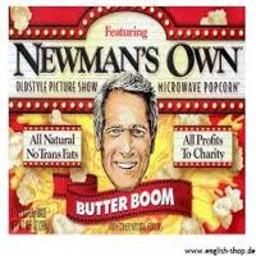 Featuring
NEWMAN'S OWN
OLDSTYLE PICTURE SHOW MICROWAVE POPCORN
All Natural
No Trans Fats
All Profits
To Charity
BUTTER BOOM
www.english-shop.de